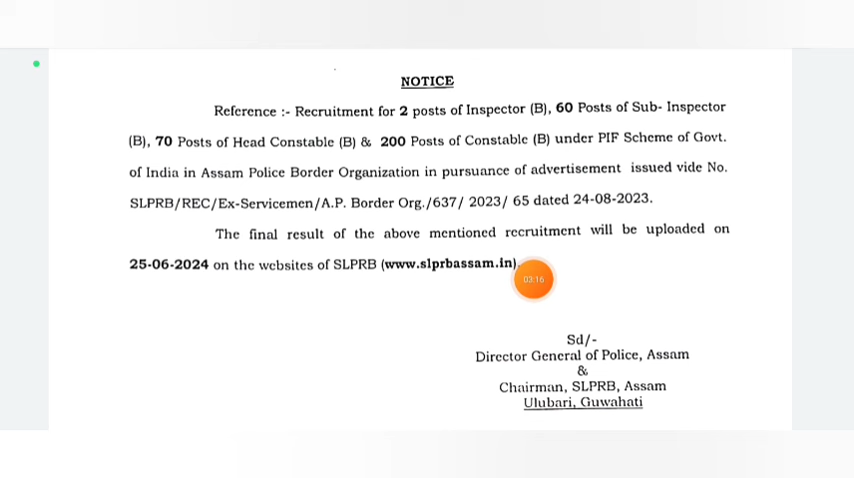 NOTICE
Reference :- Recruitment for 2 posts of Inspector (B), 60 Posts of Sub- Inspector
(B), 70 Posts of Head Constable (B) & 200 Posts of Constable (B) under PIF Scheme of Govt.
of India in Assam Police Border Organization in pursuance of advertisement issued vide No.
SLPRB/REC/Ex-Servicemen/A.P. Border Org./637/ 2023/ 65 dated 24-08-2023.
The final result of the above mentioned recruitment will be uploaded on
25-06-2024 on the websites of SLPRB (www.slprbassam.in).
03:16
Sd/-
Director General of Police, Assam
&
Chairman, SLPRB, Assam
Ulubari, Guwahati